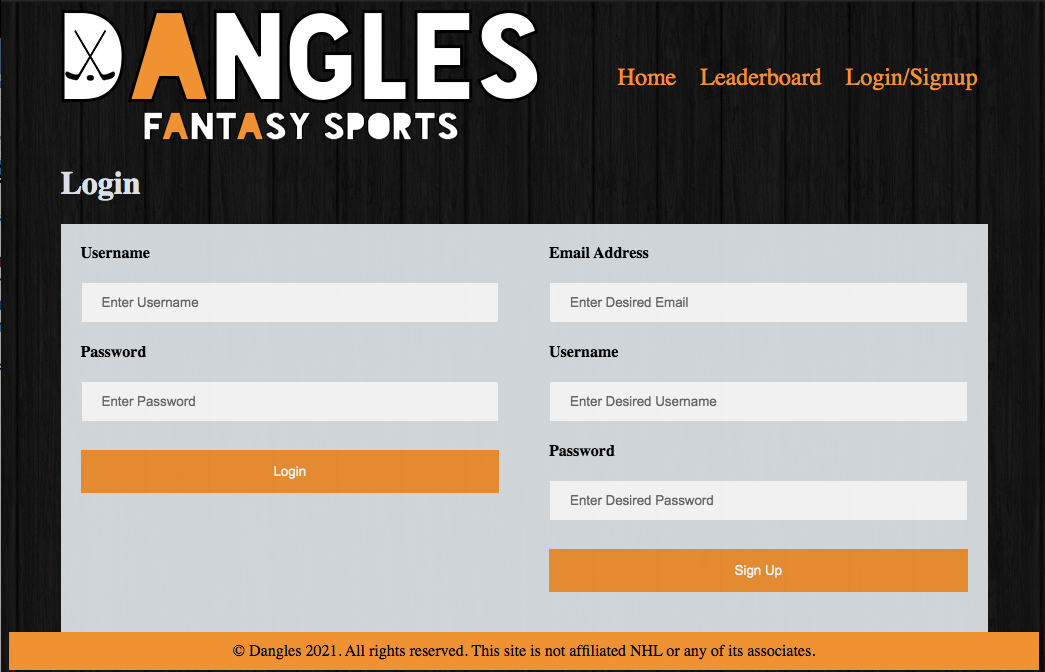 DANGLES
FANTASY SPORTS
Home Leaderboard Login/Signup
Login
Username
Enter Username
Password
Enter Password
Login
Email Address
Enter Desired Email
Username
Enter Desired Username
Password
Enter Desired Password
Sign Up
© Dangles 2021. All rights reserved. This site is not affiliated NHL or any of its associates.